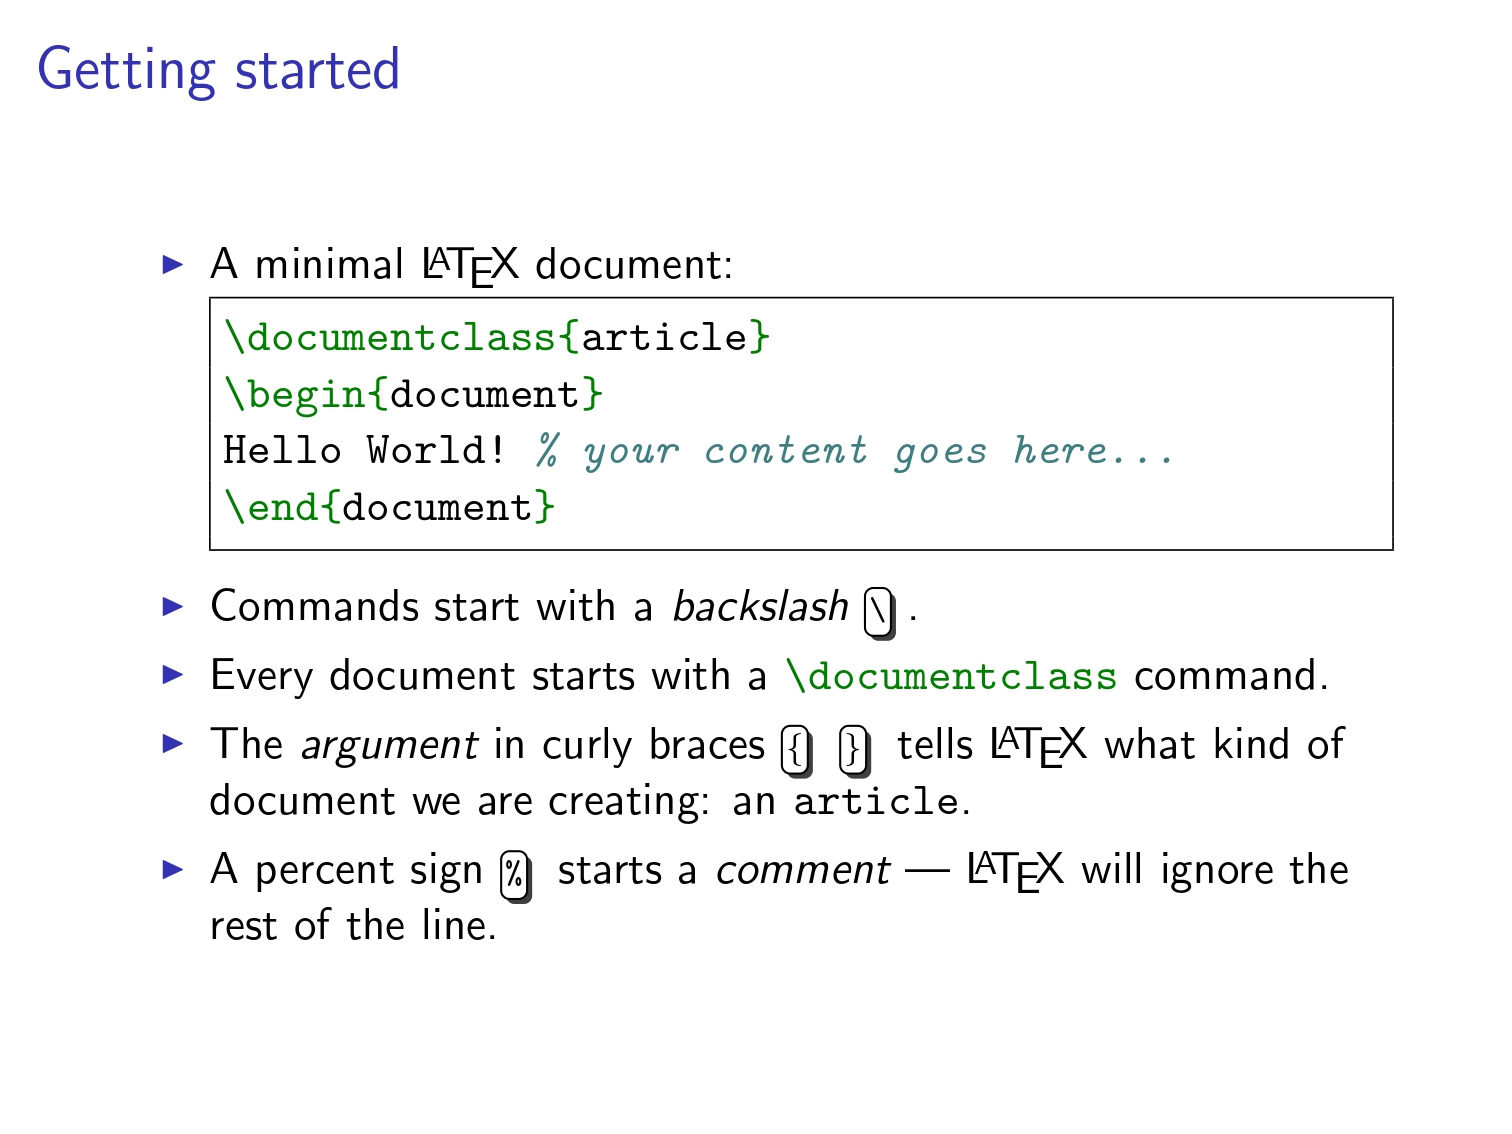 Getting started
A minimal LaTeX document:
\documentclass{article}
\begin{document}
Hello World! % your content goes here...
\end{document}
Commands start with a backslash \ .
Every document starts with a \documentclass command.
The argument in curly braces { } tells LaTeX what kind of
document we are creating: an article.
A percent sign % starts a comment — LaTeX will ignore the
rest of the line.